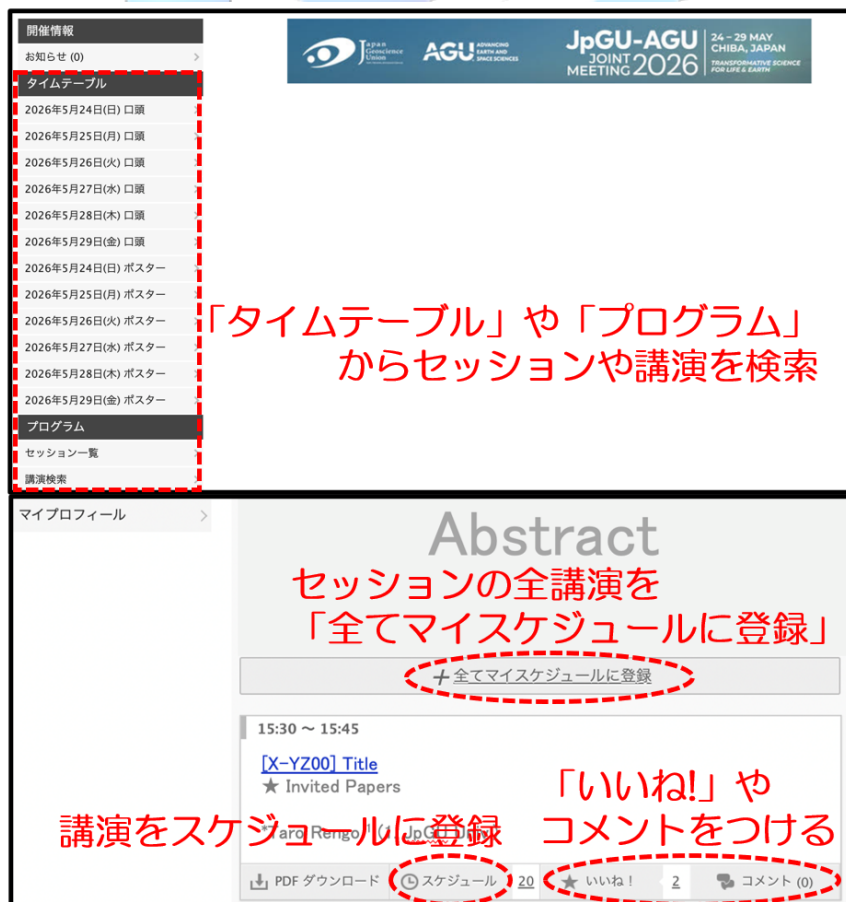 開催情報
お知らせ (0)
タイムテーブル
2026年5月24日(日) 口頭
2026年5月25日(月) 口頭
2026年5月26日(火) 口頭
2026年5月27日(水) 口頭
2026年5月28日(木) 口頭
2026年5月29日(金) 口頭
2026年5月24日(日) ポスター
2026年5月25日(月) ポスター
2026年5月26日(火) ポスター
2026年5月27日(水) ポスター
2026年5月28日(木) ポスター
2026年5月29日(金) ポスター
プログラム
セッション一覧
講演検索
Japan
Geoscience
Union
AGU
ADVANCING
EARTH AND
SPACE SCIENCES
JpGU-AGU
JOINT
MEETING 2026
24 – 29 MAY
CHIBA, JAPAN
TRANSFORMATIVE SCIENCE
FOR LIFE & EARTH
「タイムテーブル」や「プログラム」
からセッションや講演を検索
マイプロフィール
Abstract
セッションの全講演を
「全てマイスケジュールに登録」
+ 全てマイスケジュールに登録
15:30 ～ 15:45
[X-YZ00] Title
★ Invited Papers
「いいね!」や
コメントをつける
講演をスケジュールに登録
*Taro Rengo¹ (1. JpGU Univ.)
PDF ダウンロード
スケジュール 20
★ いいね！ 2
コメント (0)